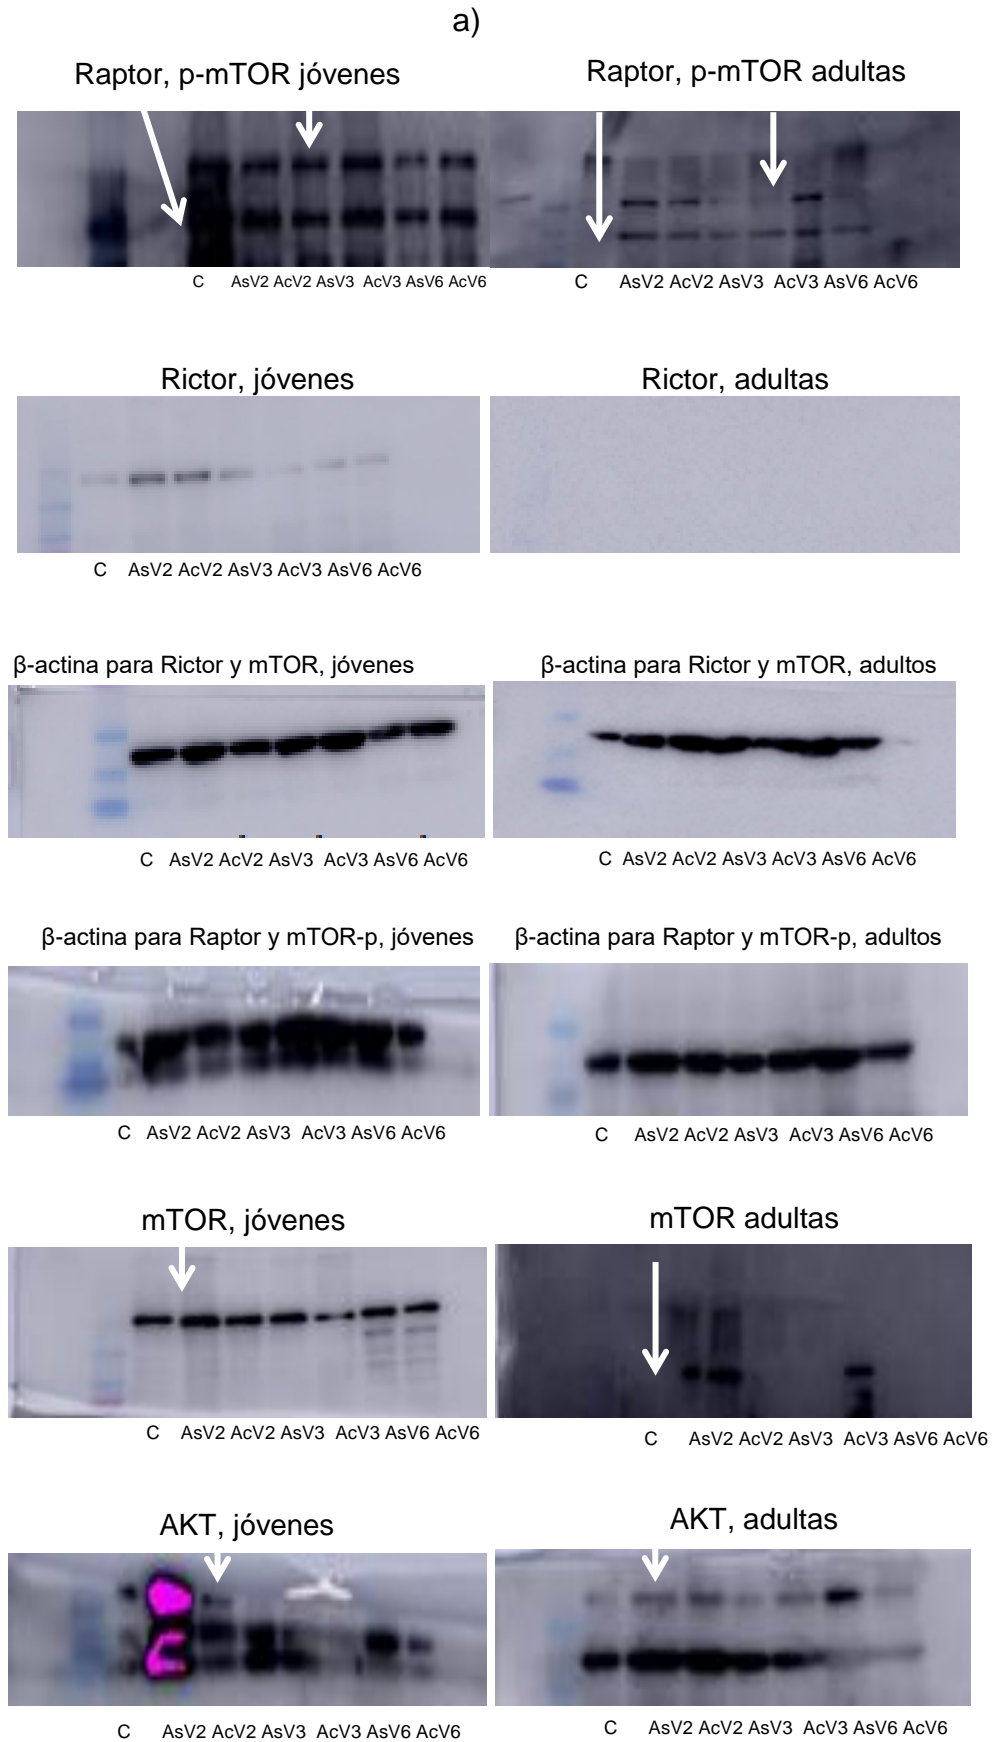 a)
Raptor, p-mTOR jóvenes
Raptor, p-mTOR adultas
C AsV2 AcV2 AsV3 AcV3 AsV6 AcV6
C AsV2 AcV2 AsV3 AcV3 AsV6 AcV6
Rictor, jóvenes
Rictor, adultas
C AsV2 AcV2 AsV3 AcV3 AsV6 AcV6
β-actina para Rictor y mTOR, jóvenes
β-actina para Rictor y mTOR, adultos
C AsV2 AcV2 AsV3 AcV3 AsV6 AcV6
C AsV2 AcV2 AsV3 AcV3 AsV6 AcV6
β-actina para Raptor y mTOR-p, jóvenes
β-actina para Raptor y mTOR-p, adultos
C AsV2 AcV2 AsV3 AcV3 AsV6 AcV6
C AsV2 AcV2 AsV3 AcV3 AsV6 AcV6
mTOR, jóvenes
mTOR adultas
C AsV2 AcV2 AsV3 AcV3 AsV6 AcV6
C AsV2 AcV2 AsV3 AcV3 AsV6 AcV6
AKT, jóvenes
AKT, adultas
C AsV2 AcV2 AsV3 AcV3 AsV6 AcV6
C AsV2 AcV2 AsV3 AcV3 AsV6 AcV6